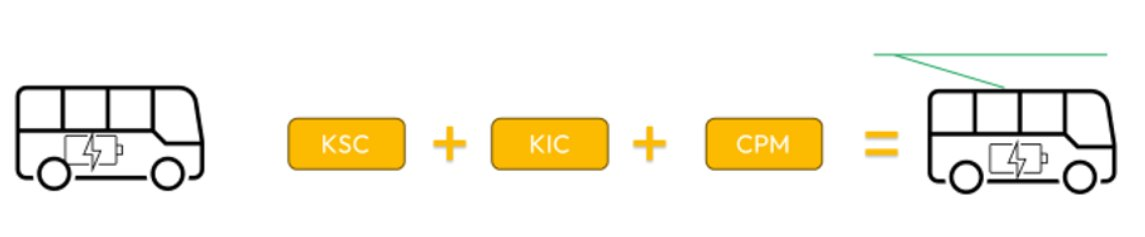 KSC + KIC + CPM =